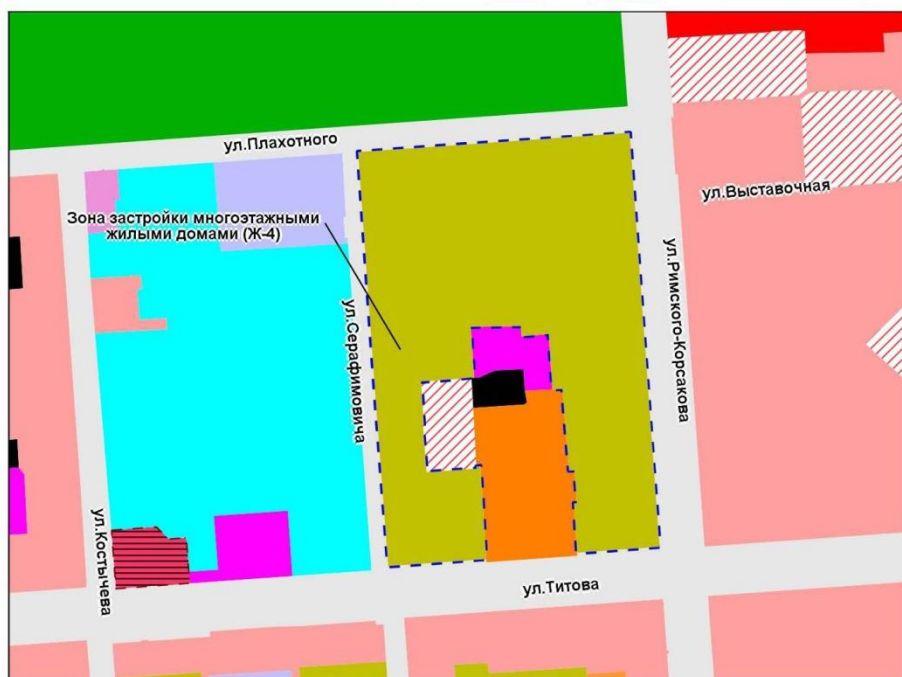 ул.Плахотного
ул.Выставочная
Зона застройки многоэтажными
жилыми домами (Ж-4)
ул.Римского-Корсакова
ул.Серафимовича
ул.Костычева
ул.Титова